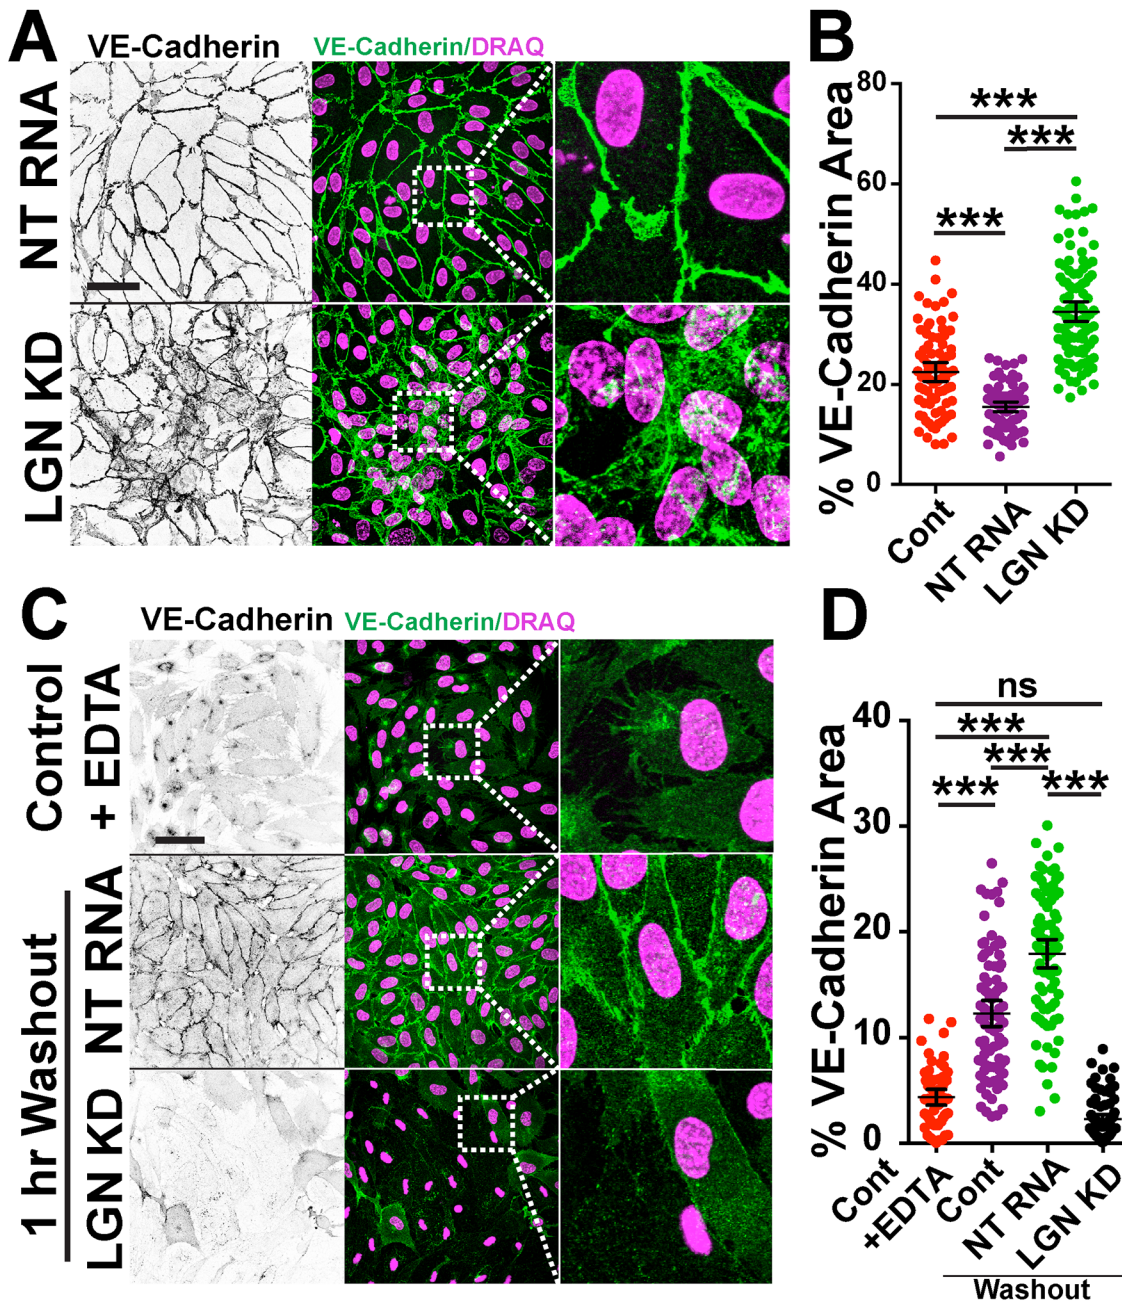 A
VE-Cadherin
VE-Cadherin/DRAQ
NT RNA
LGN KD
B
% VE-Cadherin Area
80
60
40
20
0
***
***
***
Cont
NT RNA
LGN KD
C
VE-Cadherin
VE-Cadherin/DRAQ
Control
+ EDTA
1 hr Washout
NT RNA
LGN KD
D
% VE-Cadherin Area
40
30
20
10
0
ns
***
***
***
***
Cont
+EDTA
Cont
NT RNA
LGN KD
Washout